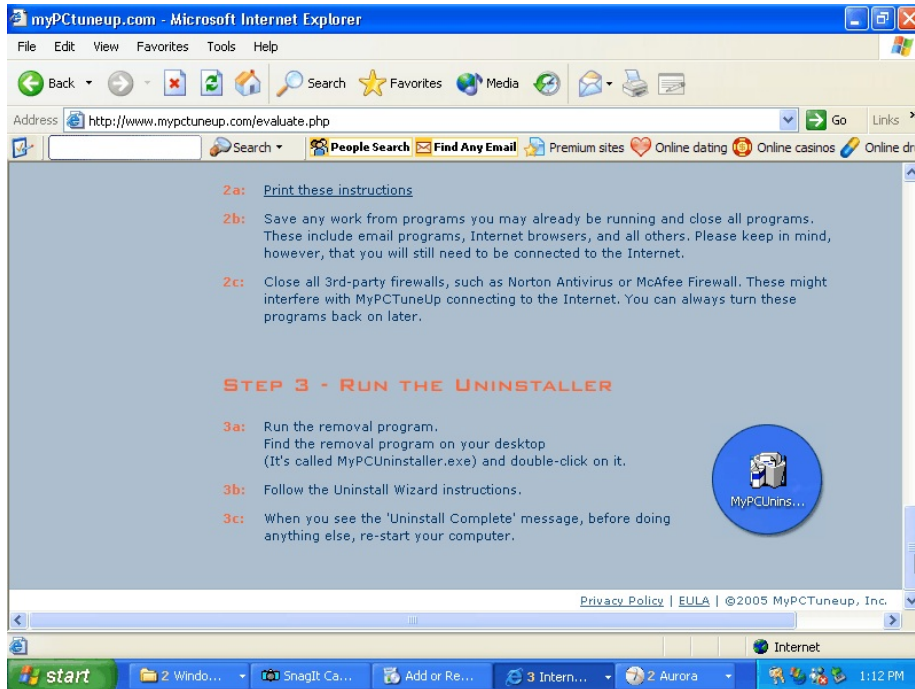 myPCtuneup.com - Microsoft Internet Explorer
File Edit View Favorites Tools Help
Back Search Favorites Media
Address http://www.mypctuneup.com/evaluate.php Go Links
Search People Search Find Any Email Premium sites Online dating Online casinos Online dr
2a: Print these instructions
2b: Save any work from programs you may already be running and close all programs.
These include email programs, Internet browsers, and all others. Please keep in mind,
however, that you will still need to be connected to the Internet.
2c: Close all 3rd-party firewalls, such as Norton Antivirus or McAfee Firewall. These might
interfere with MyPCTuneUp connecting to the Internet. You can always turn these
programs back on later.
STEP 3 - RUN THE UNINSTALLER
3a: Run the removal program.
Find the removal program on your desktop
(It's called MyPCUninstaller.exe) and double-click on it.
3b: Follow the Uninstall Wizard instructions.
3c: When you see the 'Uninstall Complete' message, before doing
anything else, re-start your computer.
MyPCUnins...
Privacy Policy | EULA | ©2005 MyPCTuneup, Inc.
Internet
start 2 Windo... SnagIt Ca... Add or Re... 3 Intern... 2 Aurora 1:12 PM